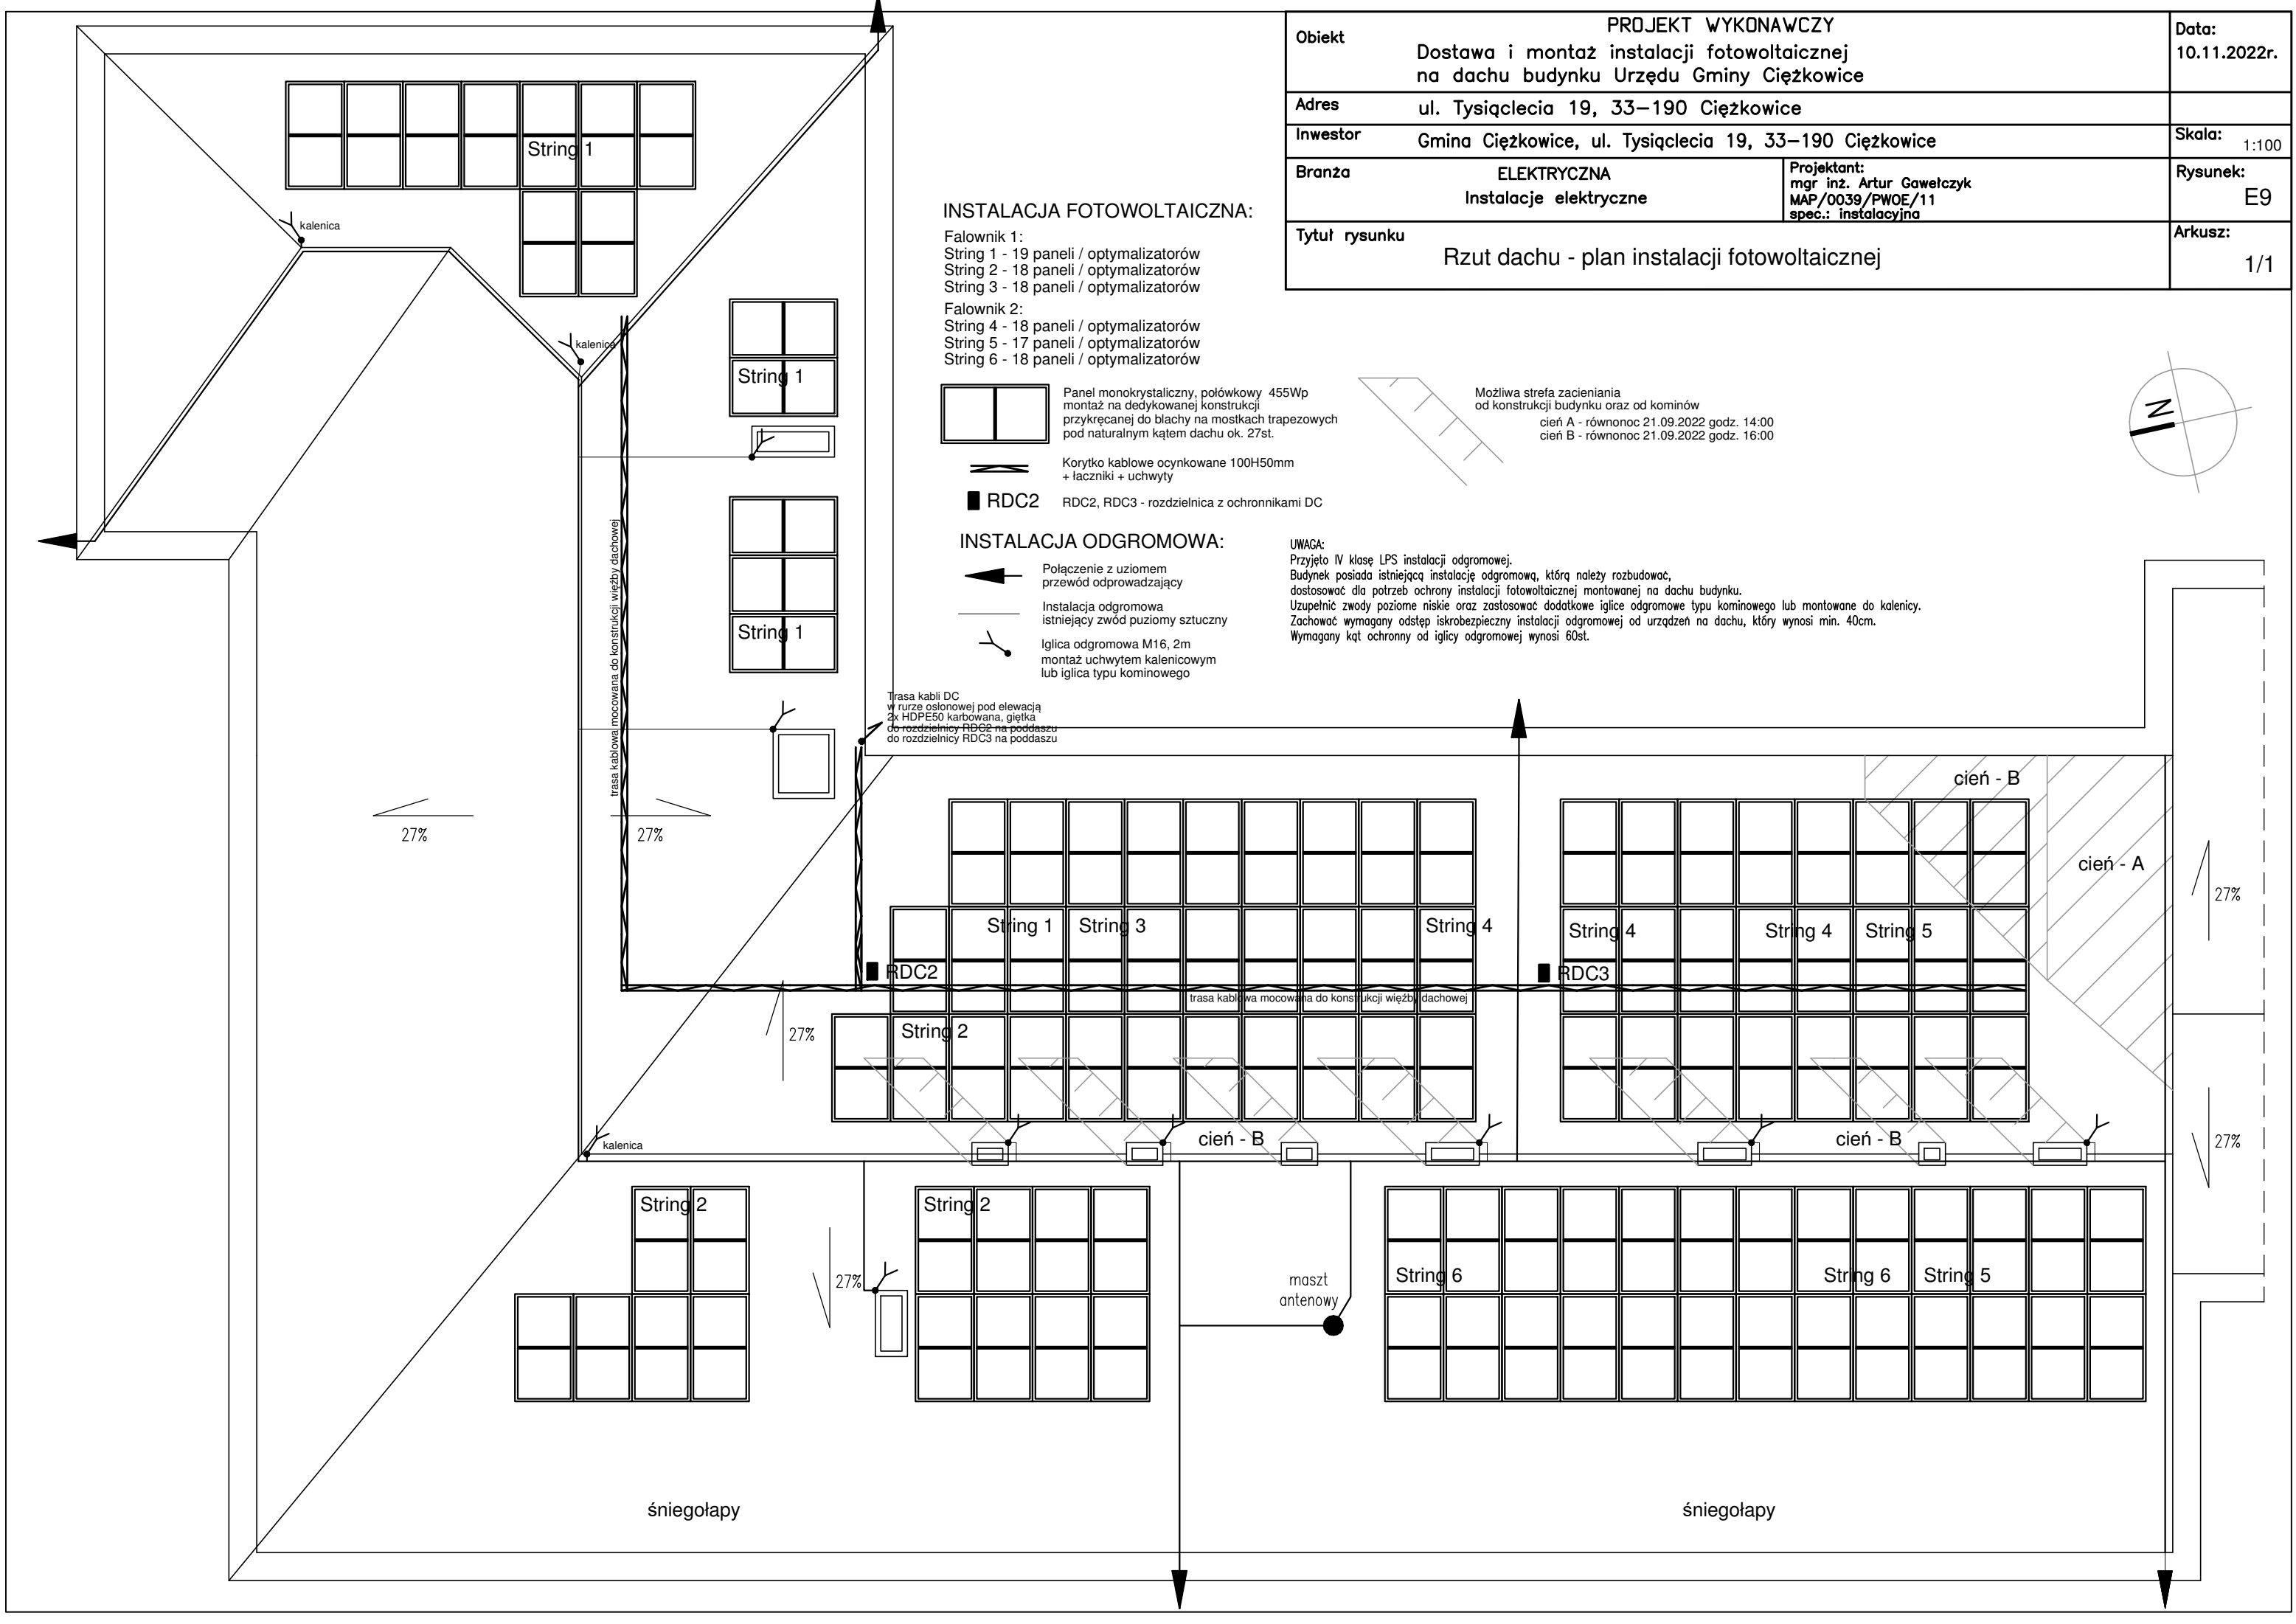 Obiekt
PROJEKT WYKONAWCZY
Dostawa i montaż instalacji fotowoltaicznej
na dachu budynku Urzędu Gminy Ciężkowice
Data:
10.11.2022r.
Adres
ul. Tysiąclecia 19, 33–190 Ciężkowice
Inwestor
Gmina Ciężkowice, ul. Tysiąclecia 19, 33–190 Ciężkowice
Skala:
1:100
Branża
ELEKTRYCZNA
Instalacje elektryczne
Projektant:
mgr inż. Artur Gawełczyk
MAP/0039/PWOE/11
spec.: instalacyjna
Rysunek:
E9
Tytuł rysunku
Rzut dachu - plan instalacji fotowoltaicznej
Arkusz:
1/1
INSTALACJA FOTOWOLTAICZNA:
Falownik 1:
String 1 - 19 paneli / optymalizatorów
String 2 - 18 paneli / optymalizatorów
String 3 - 18 paneli / optymalizatorów
Falownik 2:
String 4 - 18 paneli / optymalizatorów
String 5 - 17 paneli / optymalizatorów
String 6 - 18 paneli / optymalizatorów
Panel monokrystaliczny, połówkowy 455Wp
montaż na dedykowanej konstrukcji
przykręcanej do blachy na mostkach trapezowych
pod naturalnym kątem dachu ok. 27st.
Korytko kablowe ocynkowane 100H50mm
+ łaczniki + uchwyty
RDC2
RDC2, RDC3 - rozdzielnica z ochronnikami DC
Możliwa strefa zacieniania
od konstrukcji budynku oraz od kominów
cień A - równonoc 21.09.2022 godz. 14:00
cień B - równonoc 21.09.2022 godz. 16:00
N
INSTALACJA ODGROMOWA:
Połączenie z uziomem
przewód odprowadzający
Instalacja odgromowa
istniejący zwód puziomy sztuczny
Iglica odgromowa M16, 2m
montaż uchwytem kalenicowym
lub iglica typu kominowego
UWAGA:
Przyjęto IV klasę LPS instalacji odgromowej.
Budynek posiada istniejącą instalację odgromową, którą należy rozbudować,
dostosować dla potrzeb ochrony instalacji fotowołtaicznej montowanej na dachu budynku.
Uzupełnić zwody poziome niskie oraz zastosować dodatkowe iglice odgromowe typu kominowego lub montowane do kalenicy.
Zachować wymagany odstęp iskrobezpieczny instalacji odgromowej od urządzeń na dachu, który wynosi min. 40cm.
Wymagany kąt ochronny od iglicy odgromowej wynosi 60st.
String 1
kalenica
kalenica
String 1
String 1
trasa kablowa mocowana do konstrukcji więźby dachowej
Trasa kabli DC
w rurze osłonowej pod elewacją
2x HDPE50 karbowana, giętka
do rozdzielnicy RDC2 na poddaszu
do rozdzielnicy RDC3 na poddaszu
27%
27%
cień - B
cień - A
27%
String 1
String 3
String 4
String 4
String 4
String 5
RDC2
RDC3
trasa kablowa mocowana do konstrukcji więźby dachowej
27%
String 2
kalenica
cień - B
cień - B
27%
String 2
String 2
27%
maszt
antenowy
String 6
String 6
String 5
śniegołapy
śniegołapy